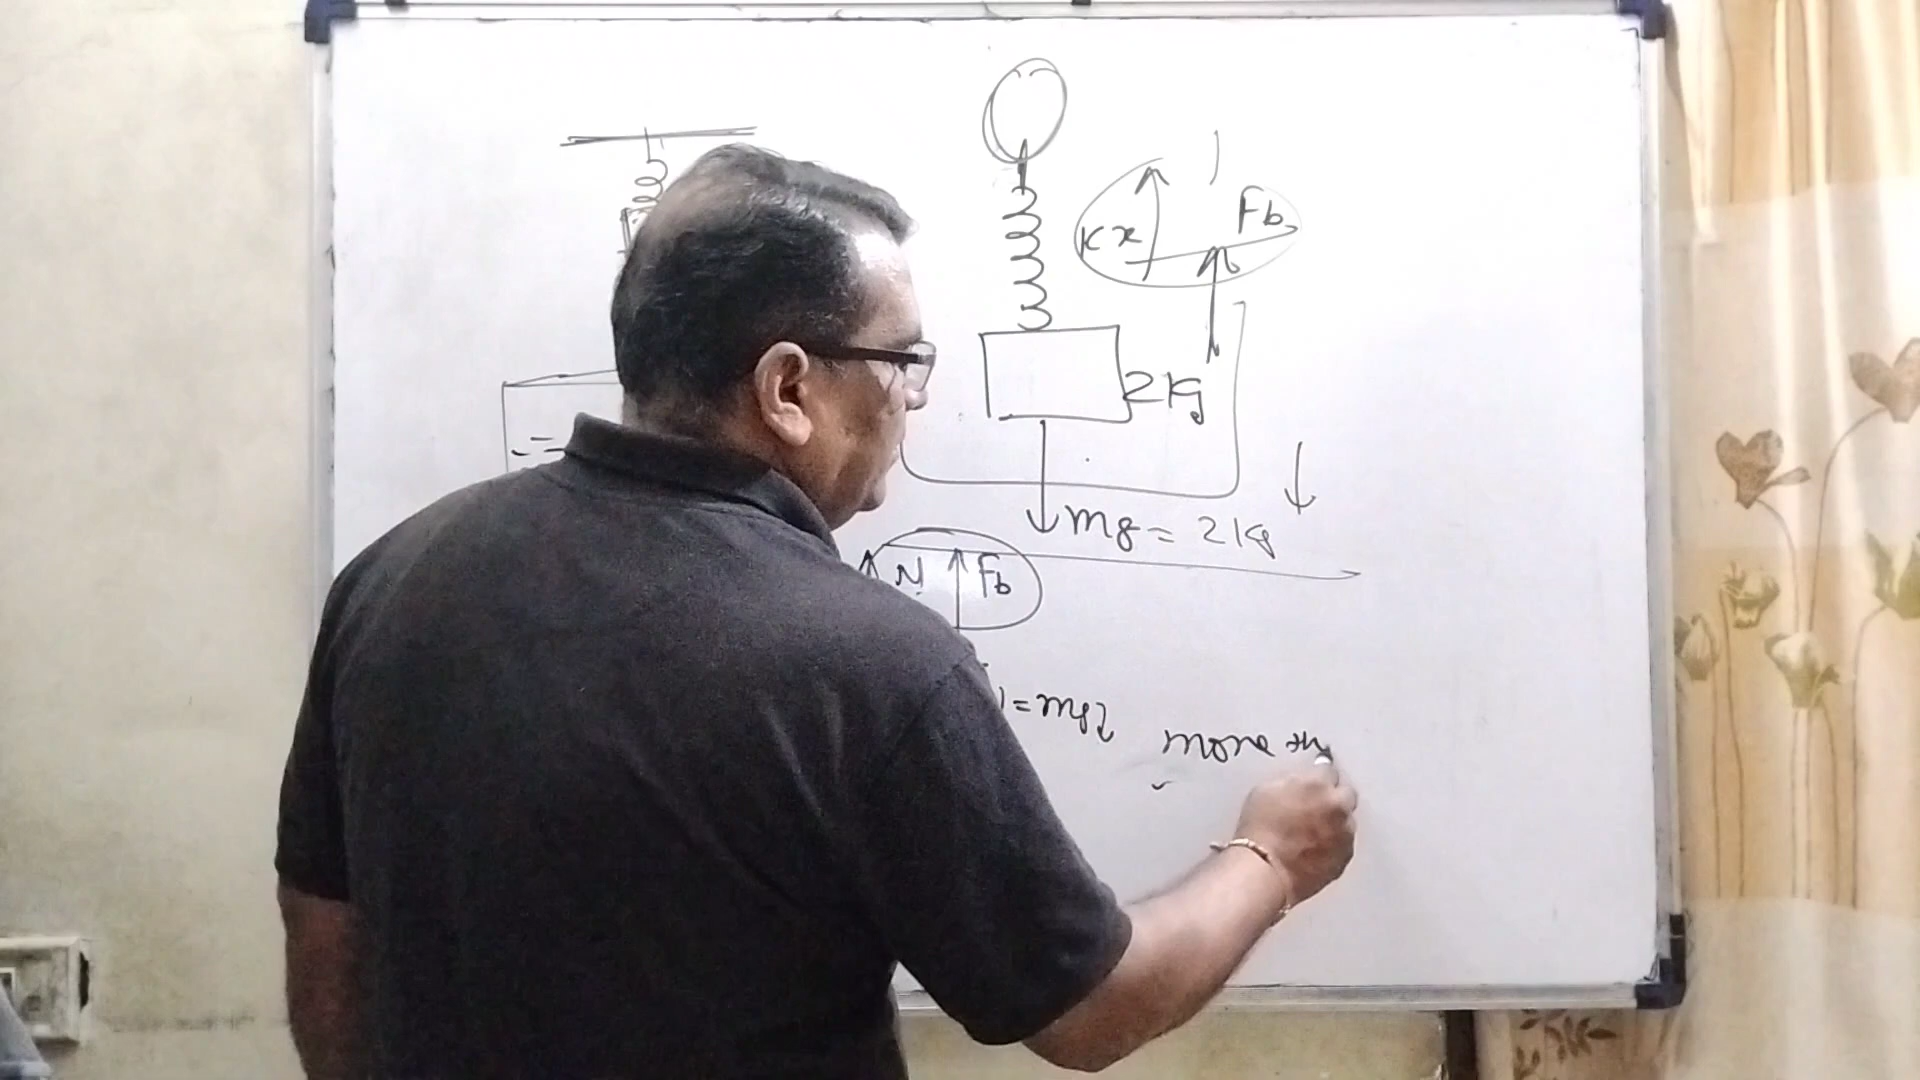 Kx
Fb
2kg
mg = 2kg
N Fb
= mg
more th